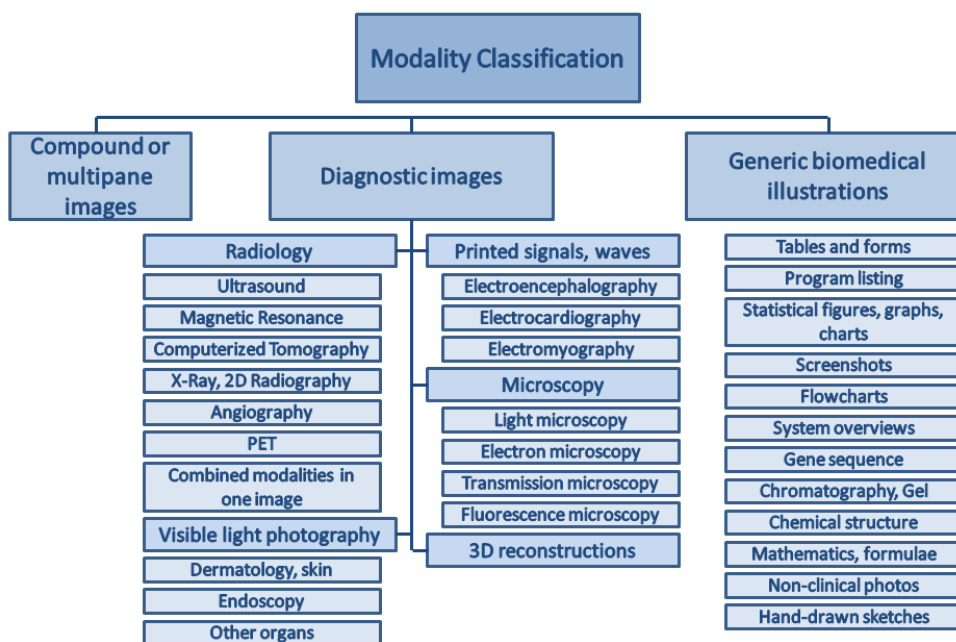 Modality Classification
Compound or
multipane
images
Diagnostic images
Generic biomedical
illustrations
Radiology
Ultrasound
Magnetic Resonance
Computerized Tomography
X-Ray, 2D Radiography
Angiography
PET
Combined modalities in
one image
Visible light photography
Dermatology, skin
Endoscopy
Other organs
Printed signals, waves
Electroencephalography
Electrocardiography
Electromyography
Microscopy
Light microscopy
Electron microscopy
Transmission microscopy
Fluorescence microscopy
3D reconstructions
Tables and forms
Program listing
Statistical figures, graphs,
charts
Screenshots
Flowcharts
System overviews
Gene sequence
Chromatography, Gel
Chemical structure
Mathematics, formulae
Non-clinical photos
Hand-drawn sketches